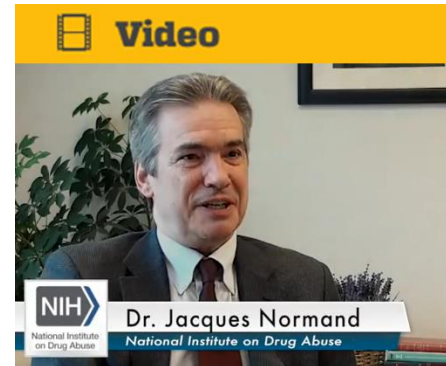 Video
NIH
National Institute
on Drug Abuse
Dr. Jacques Normand
National Institute on Drug Abuse